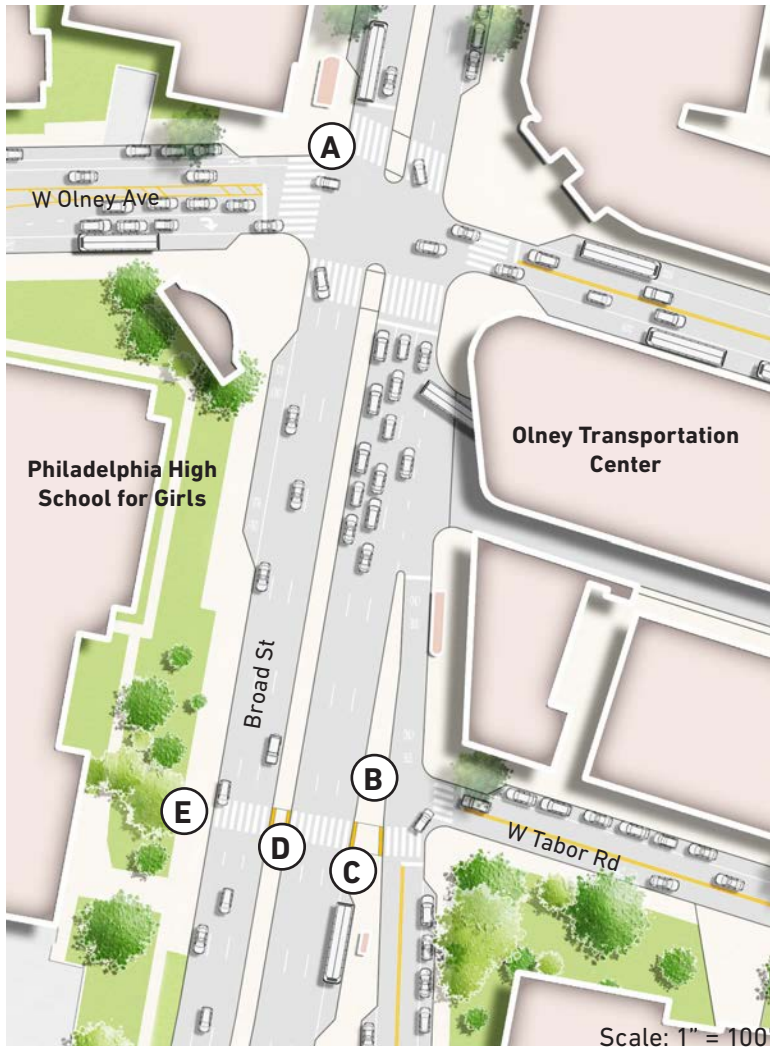 A
W Olney Ave
Olney Transportation
Center
Philadelphia High
School for Girls
Broad St
B
E
D
W Tabor Rd
C
Scale: 1" = 100